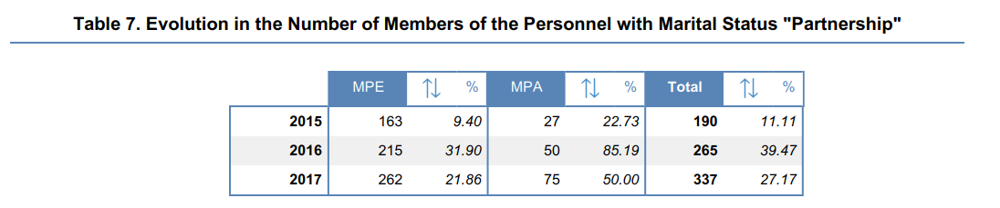 Table 7. Evolution in the Number of Members of the Personnel with Marital Status "Partnership"
MPE ↑↓ % MPA ↑↓ % Total ↑↓ %
2015 163 9.40 27 22.73 190 11.11
2016 215 31.90 50 85.19 265 39.47
2017 262 21.86 75 50.00 337 27.17